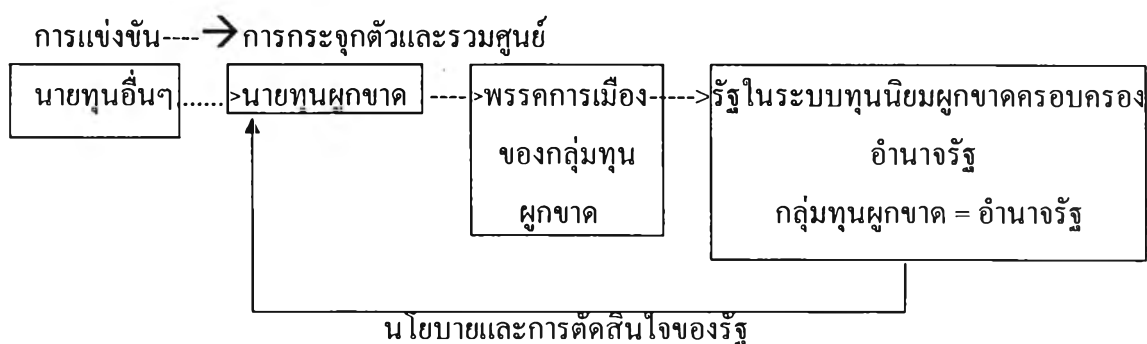 การแข่งขัน----→การกระจุกตัวและรวมศูนย์
นายทุนอื่นๆ......>นายทุนผูกขาด ---->พรรคการเมือง----->รัฐในระบบทุนนิยมผูกขาดครอบครอง
ของกลุ่มทุน อำนาจรัฐ
ผูกขาด กลุ่มทุนผูกขาด = อำนาจรัฐ
นโยบายและการตัดสินใจของรัฐ